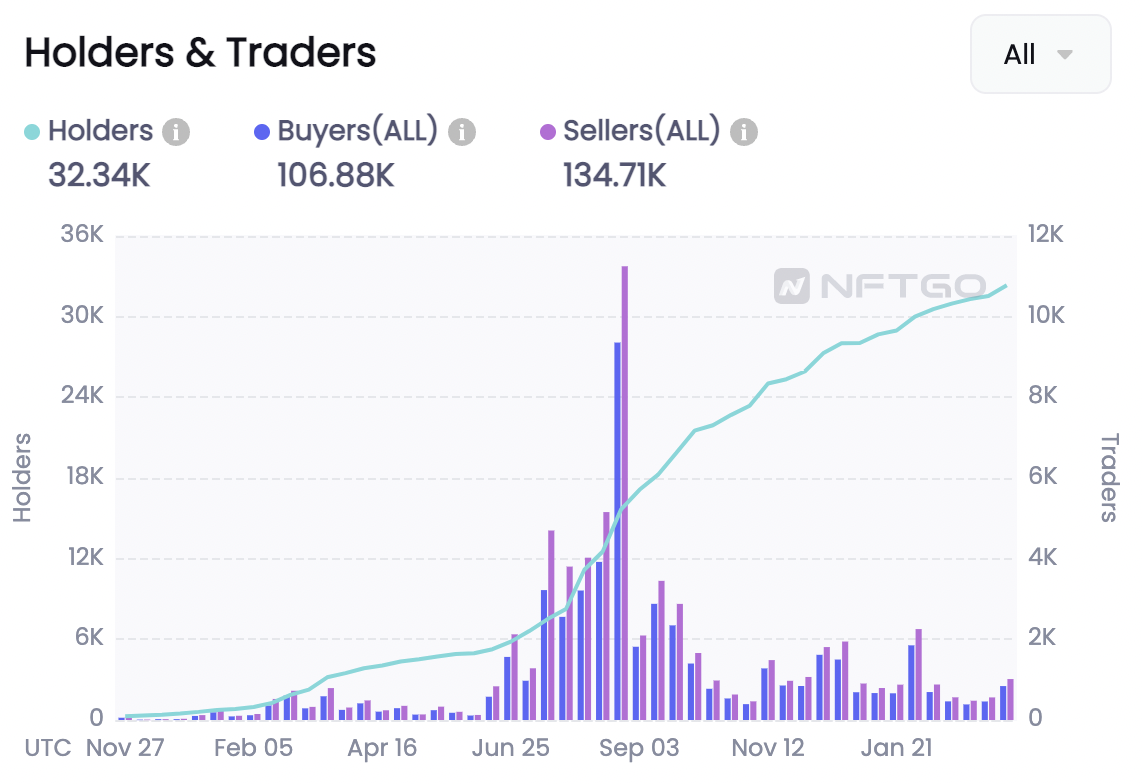 Holders & Traders
All
Holders
Buyers(ALL)
Sellers(ALL)
32.34K
106.88K
134.71K
36K
30K
24K
18K
12K
6K
0
Holders
NFTGO
12K
10K
8K
6K
4K
2K
0
Traders
UTC Nov 27 Feb 05 Apr 16 Jun 25 Sep 03 Nov 12 Jan 21